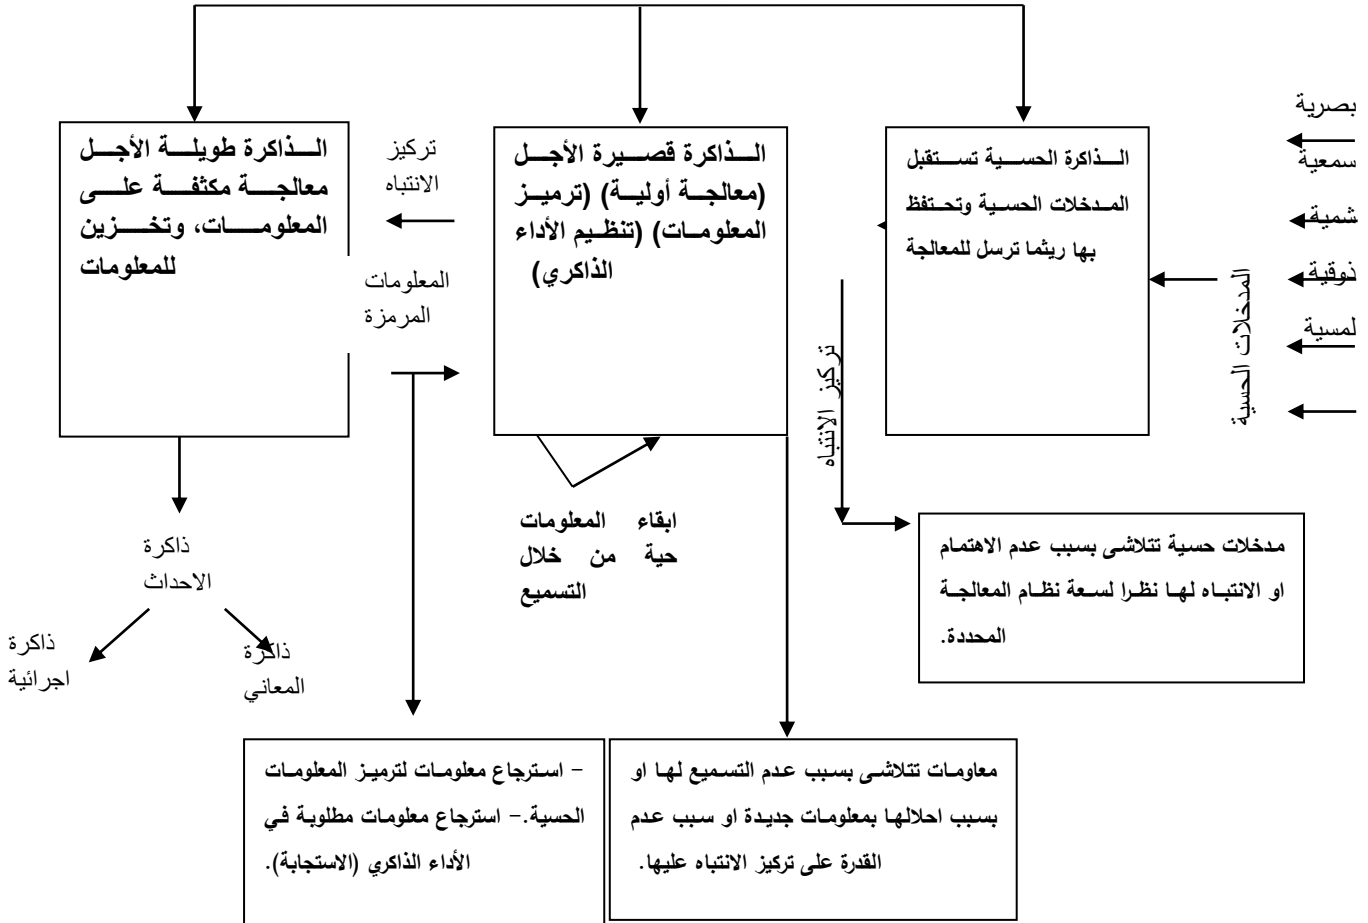 بصرية
سمعية
شمية
ذوقية
لمسية
المدخلات الحسية
الذاكرة الحسية تستقبل
المدخلات الحسية وتحتفظ
بها ريثما ترسل للمعالجة
تركيز الانتباه
مدخلات حسية تتلاشى بسبب عدم الاهتمام
او الانتباه لها نظرا لسعة نظام المعالجة
المحددة.
الذاكرة قصيرة الأجل
(معالجة أولية) (ترميز
المعلومات) (تنظيم الأداء
الذاكري)
ابقاء المعلومات
حية من خلال
التسميع
معاومات تتلاشى بسبب عدم التسميع لها او
بسبب احلالها بمعلومات جديدة او سبب عدم
القدرة على تركيز الانتباه عليها.
تركيز
الانتباه
المعلومات
المرمزة
- استرجاع معلومات لترميز المعلومات
الحسية.- استرجاع معلومات مطلوبة في
الأداء الذاكري (الاستجابة).
الذاكرة طويلة الأجل
معالجة مكثفة على
المعلومات، وتخزين
للمعلومات
ذاكرة
الاحداث
ذاكرة
المعاني
ذاكرة
اجرائية